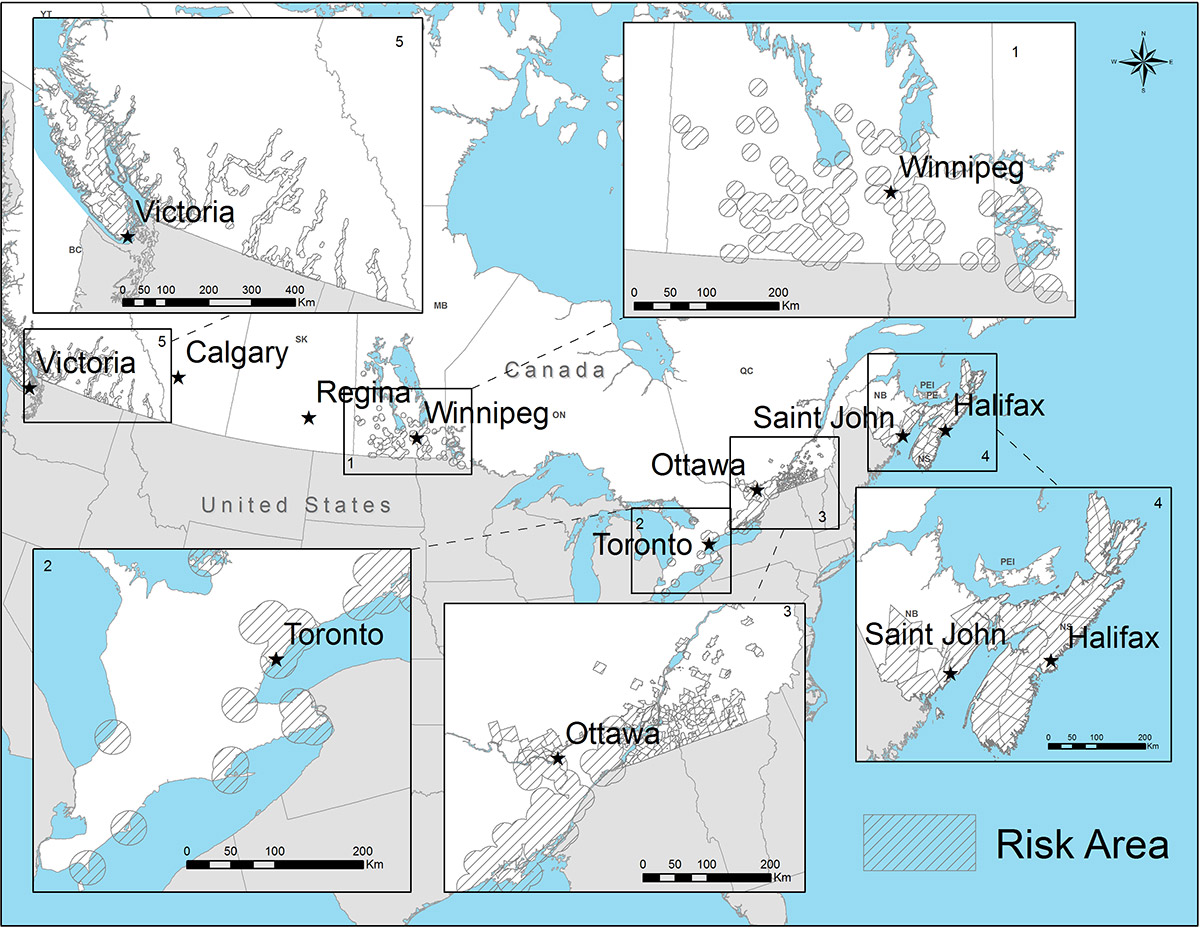 YT
5
Victoria
BC
0 50 100 200 300 400
Km
1
Winnipeg
0 50 100 200
Km
N
W
E
S
MB
Victoria
5
Calgary
SK
Regina
Winnipeg
1
Canada
ON
QC
United States
Saint John
NB
PEI
PE
Halifax
NS
4
Ottawa
3
2
Toronto
2
Toronto
0 50 100 200
Km
3
Ottawa
0 50 100 200
Km
4
PEI
NB
Saint John
NS
Halifax
0 50 100 200
Km
Risk Area